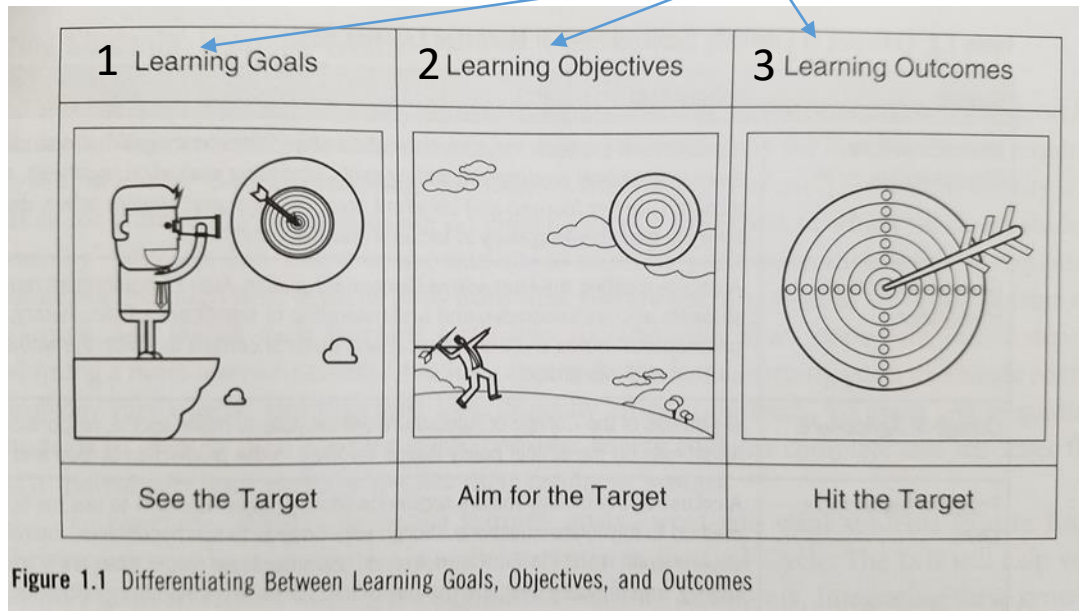 1 Learning Goals
2 Learning Objectives
3 Learning Outcomes
See the Target
Aim for the Target
Hit the Target
Figure 1.1 Differentiating Between Learning Goals, Objectives, and Outcomes